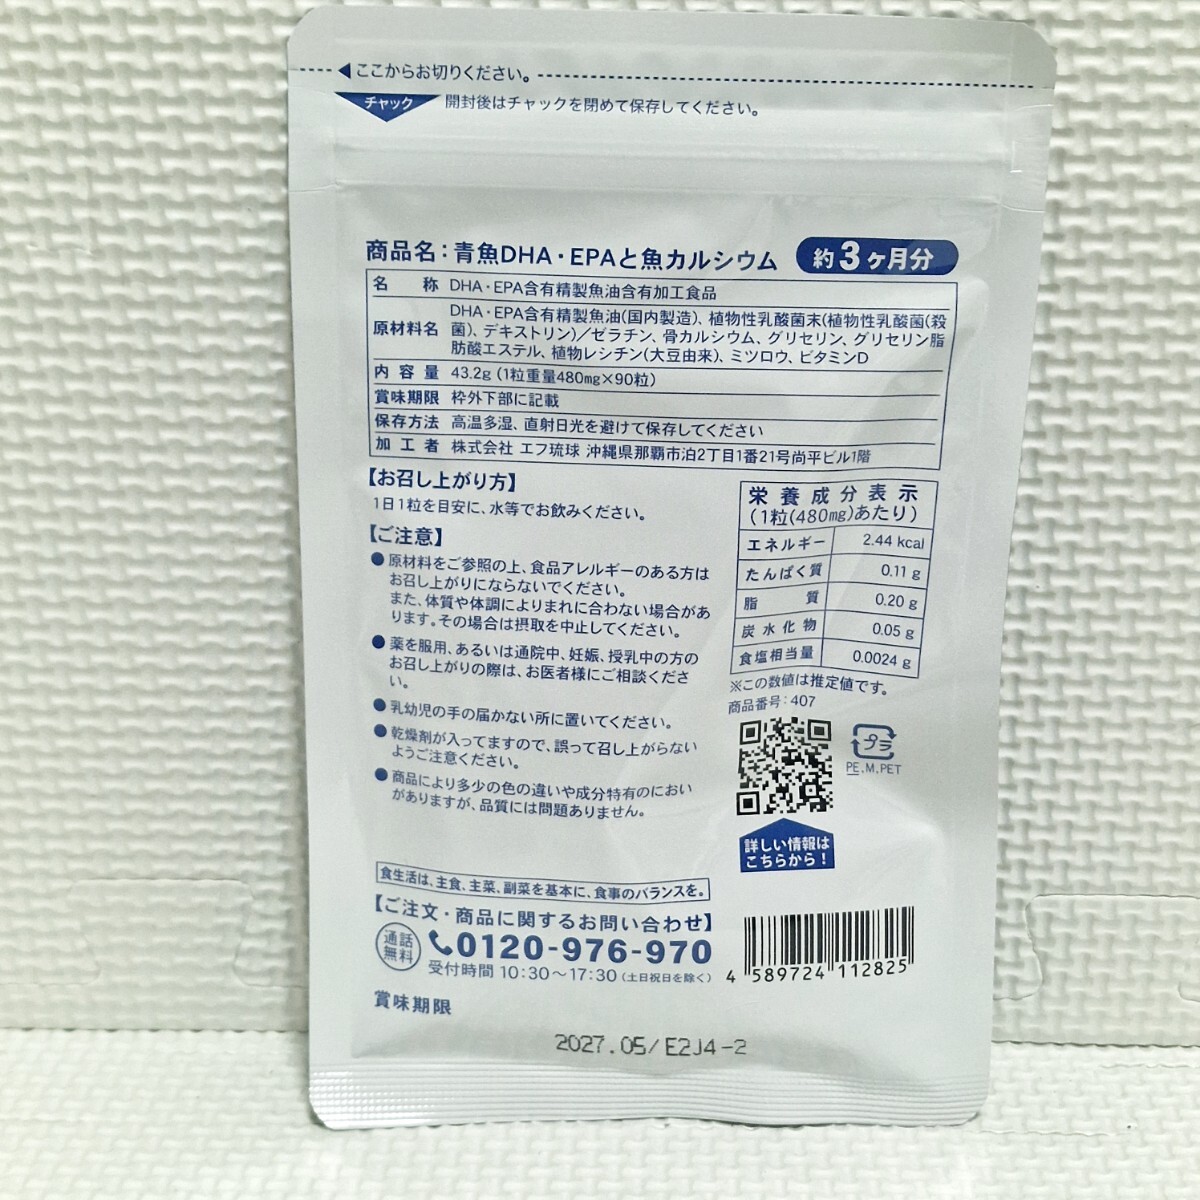 ここからお切りください。
チャック 開封後はチャックを閉めて保存してください。
商品名：青魚DHA・EPAと魚カルシウム 約3ヶ月分
名称 DHA・EPA含有精製魚油含有加工食品
原材料名 DHA・EPA含有精製魚油(国内製造)、植物性乳酸菌末(植物性乳酸菌(殺
菌)、デキストリン)／ゼラチン、骨カルシウム、グリセリン、グリセリン脂
肪酸エステル、植物レシチン(大豆由来)、ミツロウ、ビタミンD
内容量 43.2g (1粒重量480mg×90粒)
賞味期限 枠外下部に記載
保存方法 高温多湿、直射日光を避けて保存してください
加工者 株式会社 エフ琉球 沖縄県那覇市泊2丁目1番21号尚平ビル1階
【お召し上がり方】
1日1粒を目安に、水等でお飲みください。
【ご注意】
●原材料をご参照の上、食品アレルギーのある方は
お召し上がりにならないでください。
また、体質や体調によりまれに合わない場合があ
ります。その場合は摂取を中止してください。
●薬を服用、あるいは通院中、妊娠、授乳中の方の
お召し上がりの際は、お医者様にご相談くださ
い。
●乳幼児の手の届かない所に置いてください。
●乾燥剤が入ってますので、誤って召し上がらない
ようご注意ください。
●商品により多少の色の違いや成分特有のにおい
がありますが、品質には問題ありません。
栄養成分表示
(1粒(480mg)あたり)
エネルギー 2.44 kcal
たんぱく質 0.11 g
脂質 0.20 g
炭水化物 0.05 g
食塩相当量 0.0024 g
※この数値は推定値です。
商品番号：407
プラ
PE.M.PET
詳しい情報は
こちらから！
食生活は、主食、主菜、副菜を基本に、食事のバランスを。
【ご注文・商品に関するお問い合わせ】
通話無料 0120-976-970
受付時間 10:30～17:30 (土日祝日を除く)
4 589724 112825
賞味期限
2027.05/E2J4-2